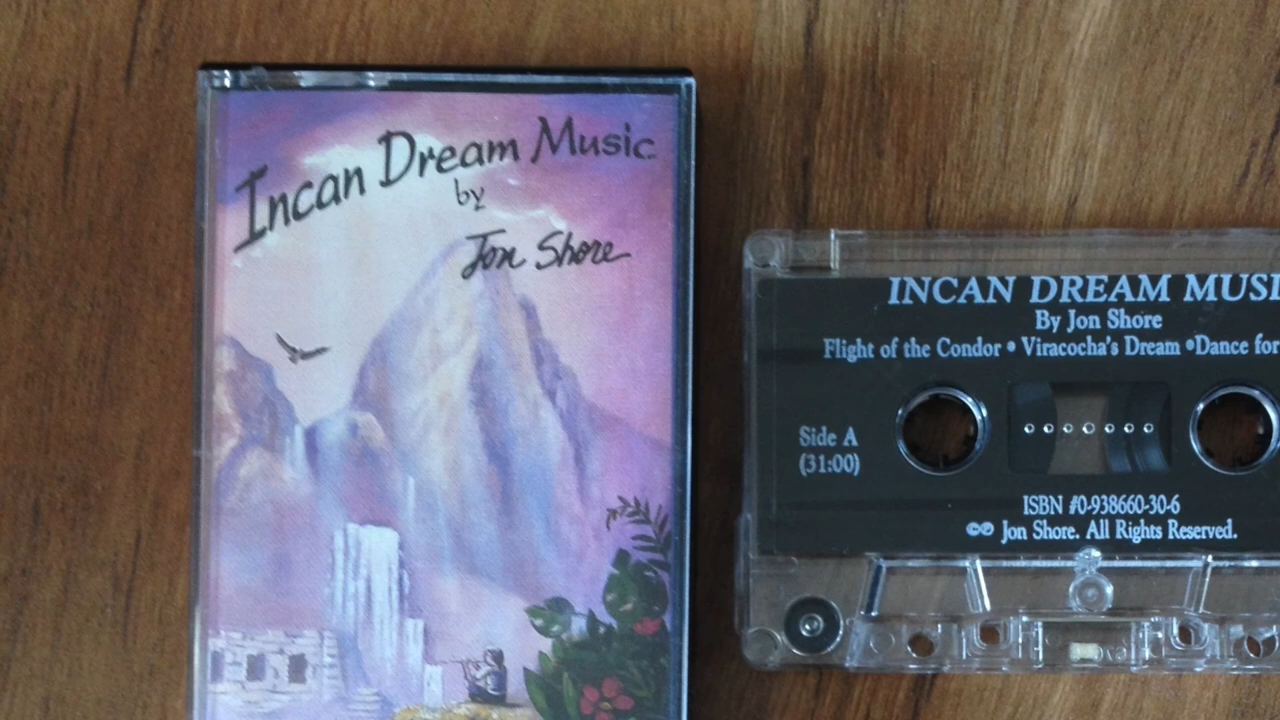 Incan Dream Music
by
Jon Shore
INCAN DREAM MUSI
By Jon Shore
Flight of the Condor • Viracocha's Dream •Dance for
Side A
(31:00)
ISBN #0-938660-30-6
©℗ Jon Shore. All Rights Reserved.